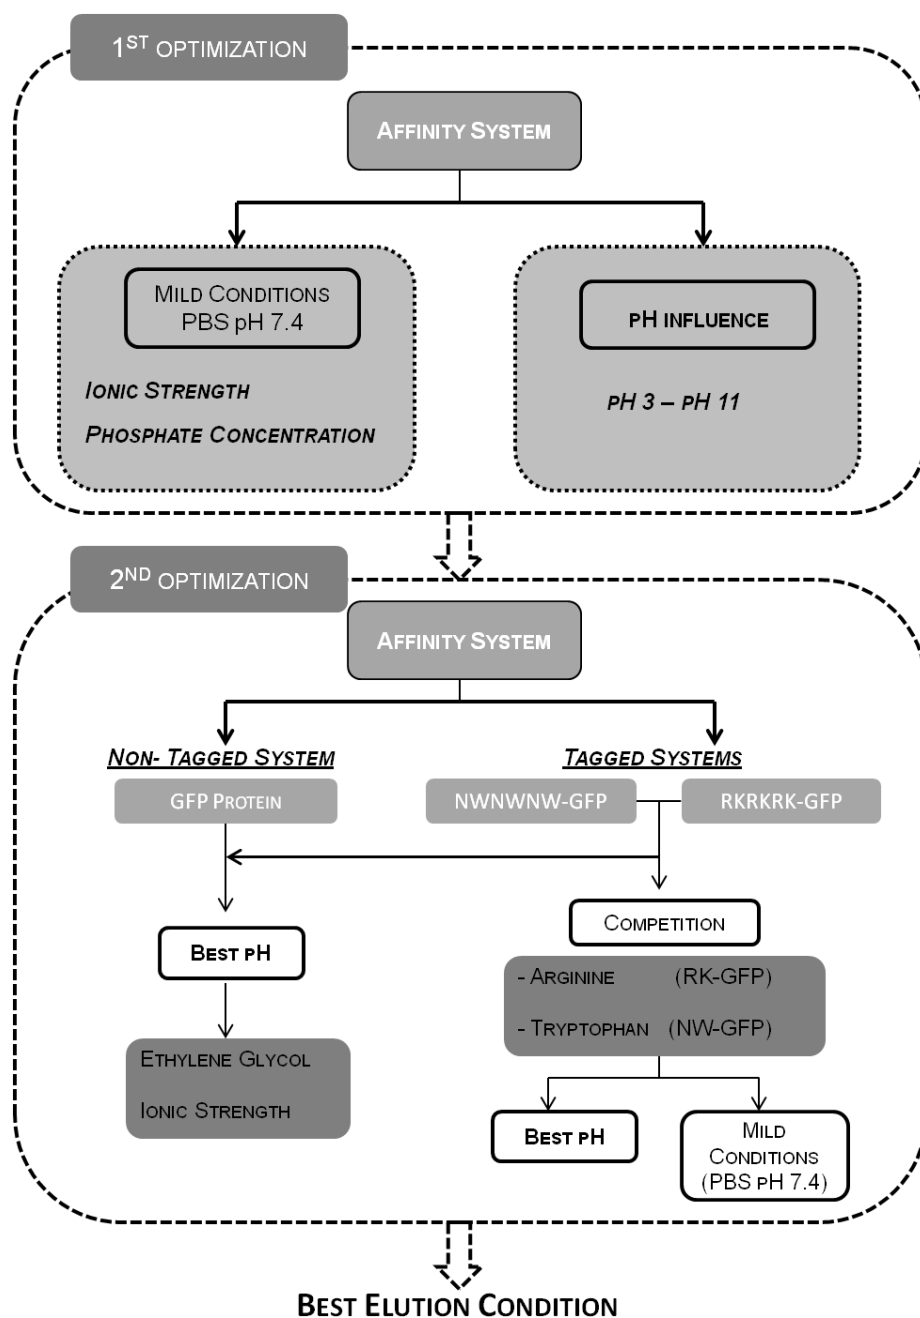 1ST OPTIMIZATION
AFFINITY SYSTEM
MILD CONDITIONS
PBS pH 7.4
IONIC STRENGTH
PHOSPHATE CONCENTRATION
pH INFLUENCE
pH 3 – pH 11
2ND OPTIMIZATION
AFFINITY SYSTEM
NON- TAGGED SYSTEM
TAGGED SYSTEMS
GFP PROTEIN
NWNWNW-GFP
RKRKRK-GFP
COMPETITION
BEST pH
- ARGININE (RK-GFP)
- TRYPTOPHAN (NW-GFP)
ETHYLENE GLYCOL
IONIC STRENGTH
BEST pH
MILD
CONDITIONS
(PBS pH 7.4)
BEST ELUTION CONDITION